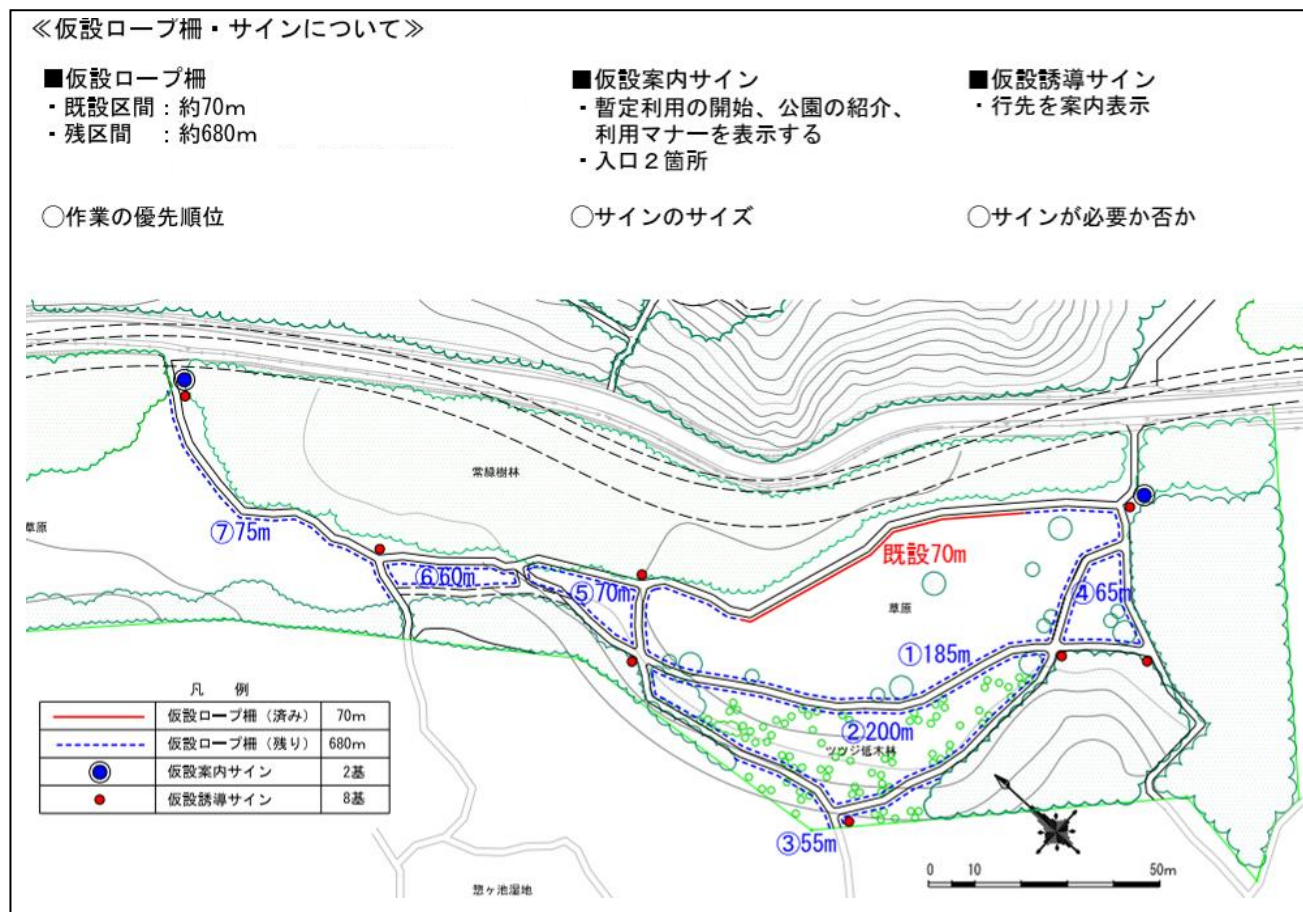 ≪仮設ロープ柵・サインについて≫
■仮設ロープ柵
・既設区間：約70m
・残区間　：約680m
○作業の優先順位
■仮設案内サイン
・暫定利用の開始、公園の紹介、
利用マナーを表示する
・入口２箇所
○サインのサイズ
■仮設誘導サイン
・行先を案内表示
○サインが必要か否か
常緑樹林
草原
⑦75m
⑥60m
⑤70m
既設70m
草原
④65m
①185m
②200m
ツツジ低木林
③55m
惣ヶ池湿地
凡　例
仮設ロープ柵（済み） 70m
仮設ロープ柵（残り） 680m
仮設案内サイン 2基
仮設誘導サイン 8基
0 10 50m